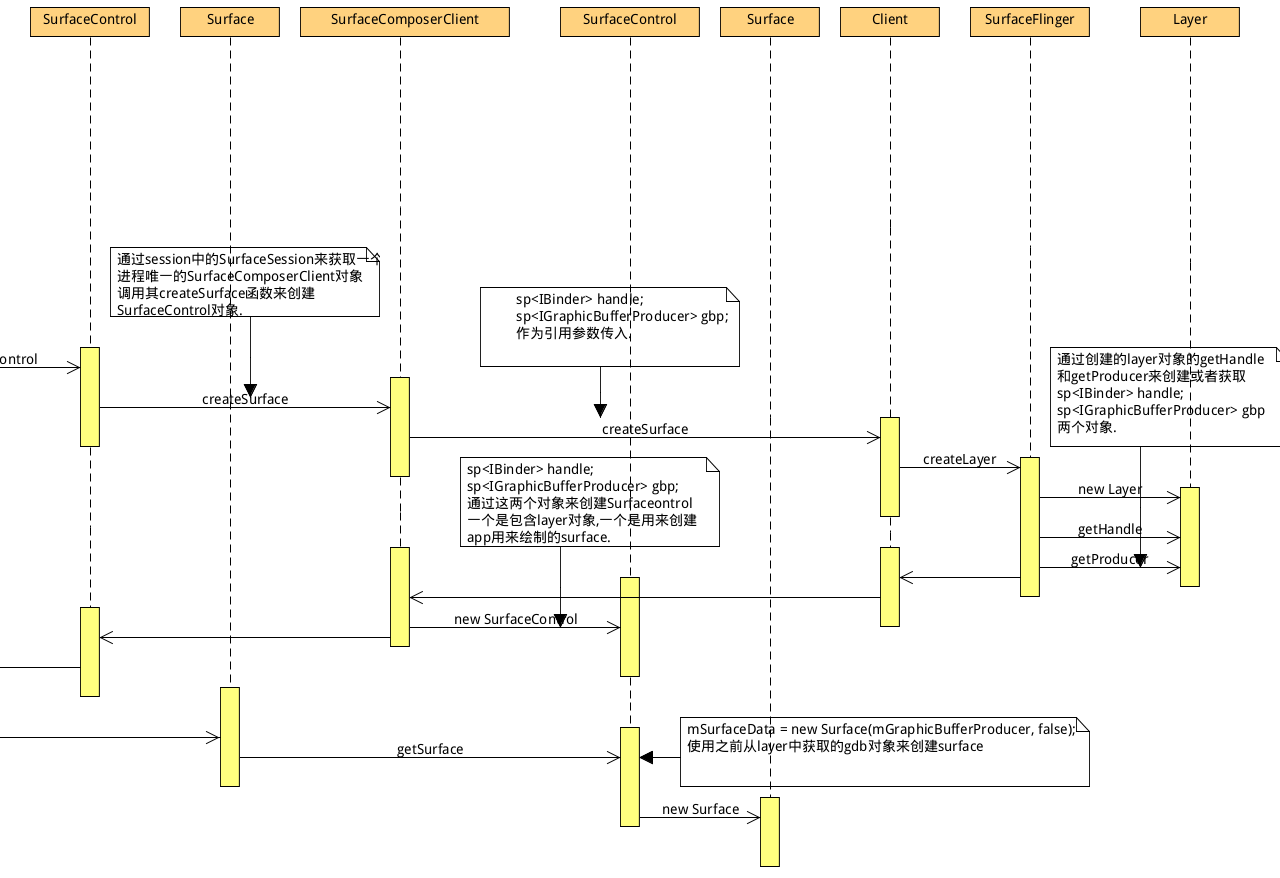 SurfaceControl
Surface
SurfaceComposerClient
SurfaceControl
Surface
Client
SurfaceFlinger
Layer
通过session中的SurfaceSession来获取一个
进程唯一的SurfaceComposerClient对象
调用其createSurface函数来创建
SurfaceControl对象.
sp<IBinder> handle;
sp<IGraphicBufferProducer> gbp;
作为引用参数传入.
通过创建的layer对象的getHandle
和getProducer来创建或者获取
sp<IBinder> handle;
sp<IGraphicBufferProducer> gbp
两个对象.
ontrol
createSurface
createSurface
createLayer
sp<IBinder> handle;
sp<IGraphicBufferProducer> gbp;
通过这两个对象来创建Surfaceontrol
一个是包含layer对象,一个是用来创建
app用来绘制的surface.
new Layer
getHandle
getProducer
new SurfaceControl
mSurfaceData = new Surface(mGraphicBufferProducer, false);
使用之前从layer中获取的gdb对象来创建surface
getSurface
new Surface